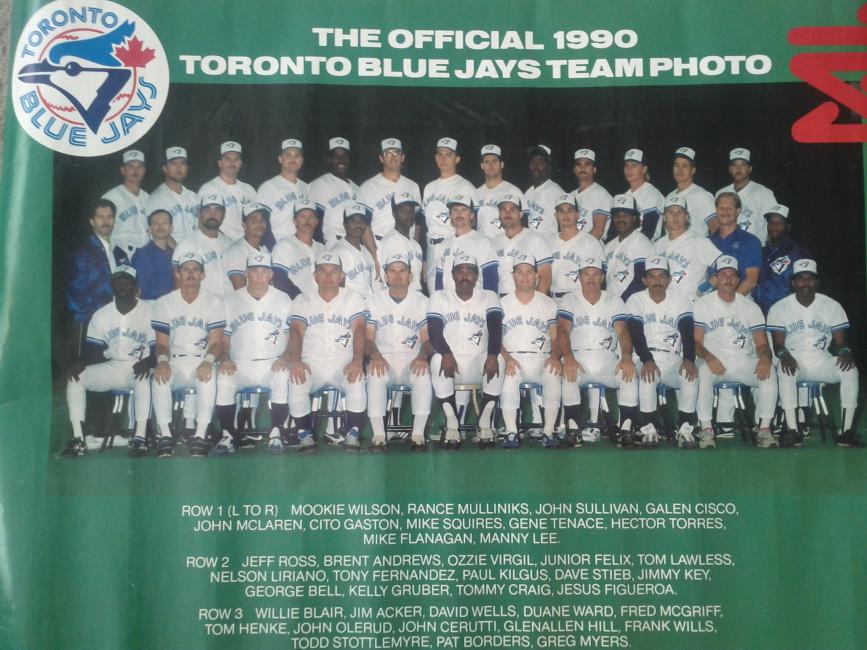 TORONTO
BLUE JAYS
THE OFFICIAL 1990
TORONTO BLUE JAYS TEAM PHOTO
ROW 1 (L TO R) MOOKIE WILSON, RANCE MULLINIKS, JOHN SULLIVAN, GALEN CISCO,
JOHN MCLAREN, CITO GASTON, MIKE SQUIRES, GENE TENACE, HECTOR TORRES,
MIKE FLANAGAN, MANNY LEE.
ROW 2 JEFF ROSS, BRENT ANDREWS, OZZIE VIRGIL, JUNIOR FELIX, TOM LAWLESS,
NELSON LIRIANO, TONY FERNANDEZ, PAUL KILGUS, DAVE STIEB, JIMMY KEY,
GEORGE BELL, KELLY GRUBER, TOMMY CRAIG, JESUS FIGUEROA.
ROW 3 WILLIE BLAIR, JIM ACKER, DAVID WELLS, DUANE WARD, FRED MCGRIFF,
TOM HENKE, JOHN OLERUD, JOHN CERUTTI, GLENALLEN HILL, FRANK WILLS,
TODD STOTTLEMYRE, PAT BORDERS, GREG MYERS.